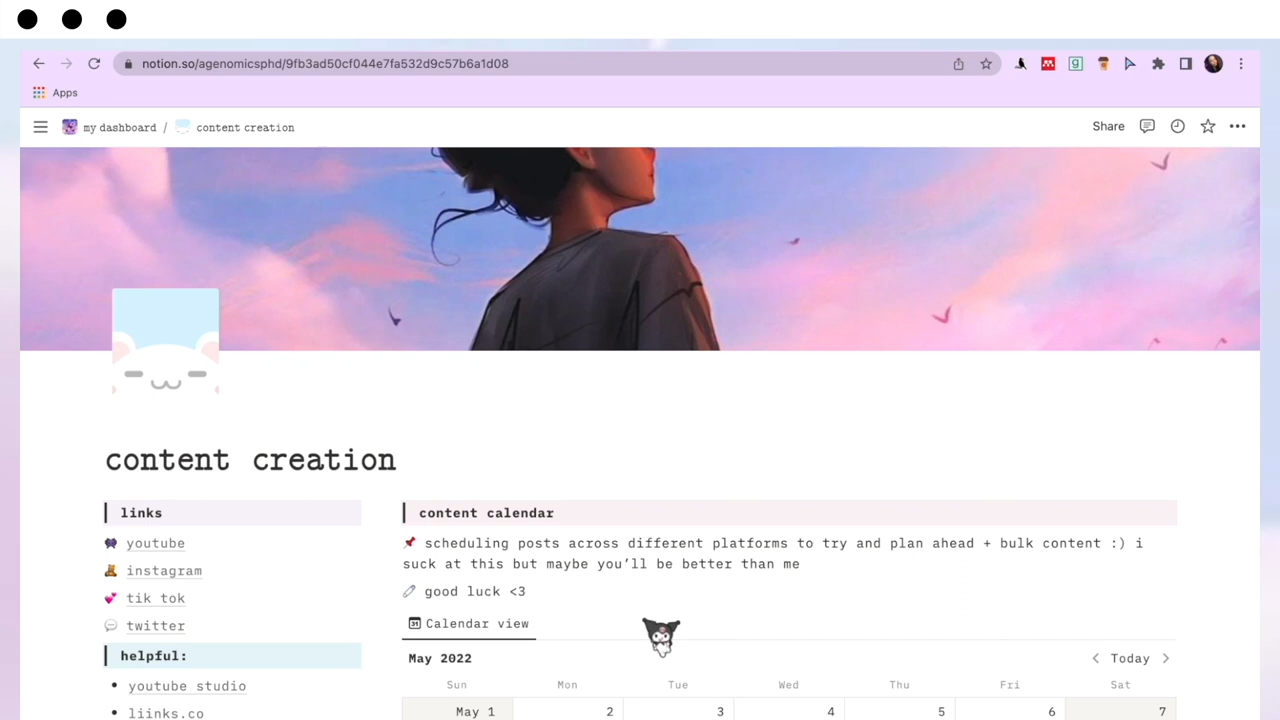 notion.so/agenomicsphd/9fb3ad50cf044e7fa532d9c57b6a1d08
Apps
my dashboard / content creation
Share
content creation
links
youtube
instagram
tik tok
twitter
helpful:
youtube studio
liinks.co
content calendar
scheduling posts across different platforms to try and plan ahead + bulk content :) i
suck at this but maybe you’ll be better than me
good luck <3
31 Calendar view
May 2022
Today
Sun Mon Tue Wed Thu Fri Sat
May 1 2 3 4 5 6 7